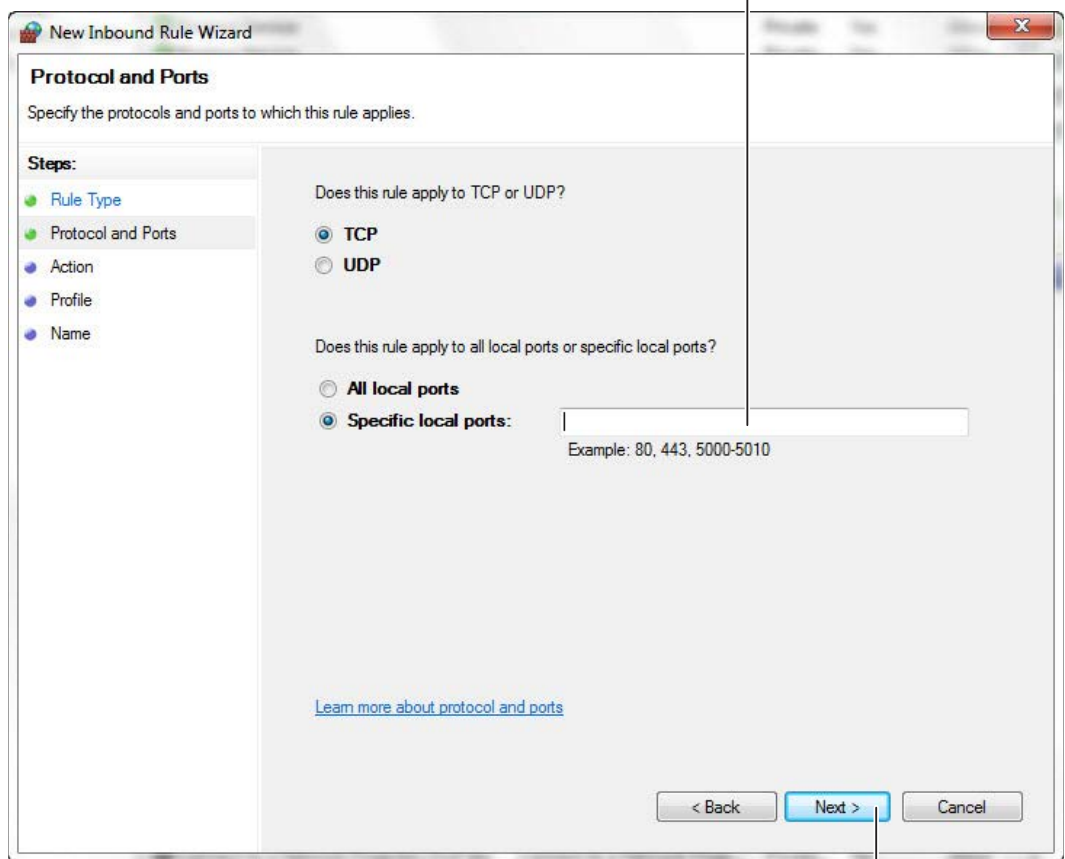 New Inbound Rule Wizard
Protocol and Ports
Specify the protocols and ports to which this rule applies.
Steps:
Rule Type
Protocol and Ports
Action
Profile
Name
Does this rule apply to TCP or UDP?
TCP
UDP
Does this rule apply to all local ports or specific local ports?
All local ports
Specific local ports:
Example: 80, 443, 5000-5010
Learn more about protocol and ports
< Back Next > Cancel